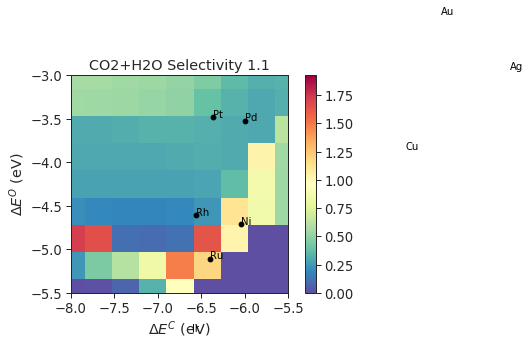 Au
CO2+H2O Selectivity 1.1
Ag
−3.0
−3.5
−4.0
−4.5
−5.0
−5.5
ΔE^O (eV)
Pt
Pd
Cu
Rh
Ni
Ru
1.75
1.50
1.25
1.00
0.75
0.50
0.25
0.00
−8.0 −7.5 −7.0 −6.5 −6.0 −5.5
ΔE^C (eV)
Ir